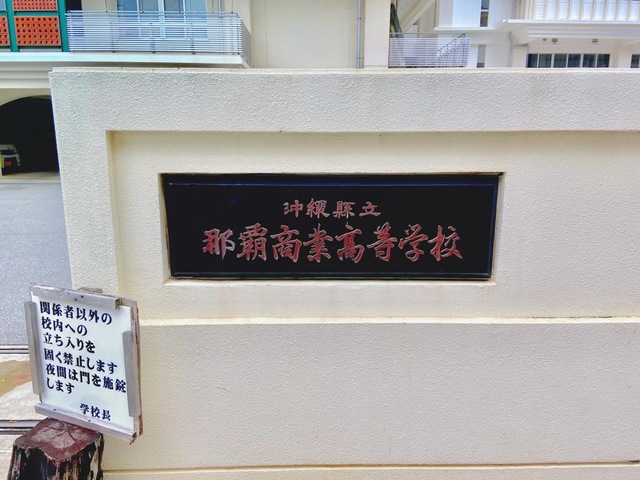 沖縄縣立
那覇商業高等学校
関係者以外の
校内への
立ち入りを
固く禁止します
夜間は門を施錠
します
学校長